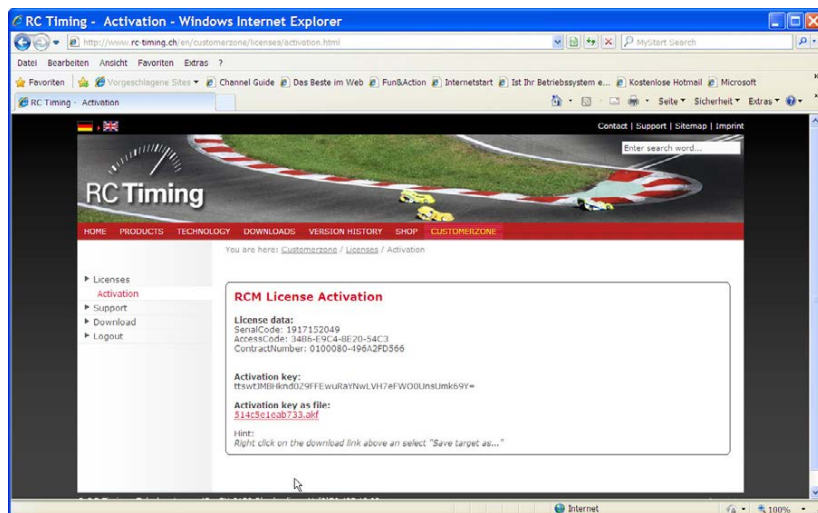 RC Timing - Activation - Windows Internet Explorer
http://www.rc-timing.ch/en/customerzone/licenses/activation.html
MyStart Search
Datei Bearbeiten Ansicht Favoriten Extras ?
Favoriten Vorgeschlagene Sites Channel Guide Das Beste im Web Fun&Action Internetstart Ist Ihr Betriebssystem e... Kostenlose Hotmail Microsoft
RC Timing - Activation
Seite Sicherheit Extras
Contact | Support | Sitemap | Imprint
Enter search word...
RC Timing
HOME PRODUCTS TECHNOLOGY DOWNLOADS VERSION HISTORY SHOP CUSTOMERZONE
You are here: Customerzone / Licenses / Activation
Licenses
Activation
Support
Download
Logout
RCM License Activation
License data:
SerialCode: 1917152049
AccessCode: 34B6-E9C4-8E20-54C3
ContractNumber: 0100080-496A2FD566
Activation key:
Activation key as file:
514c5e1eab733.akf
Hint:
Right click on the download link above an select "Save target as..."
Internet
100%